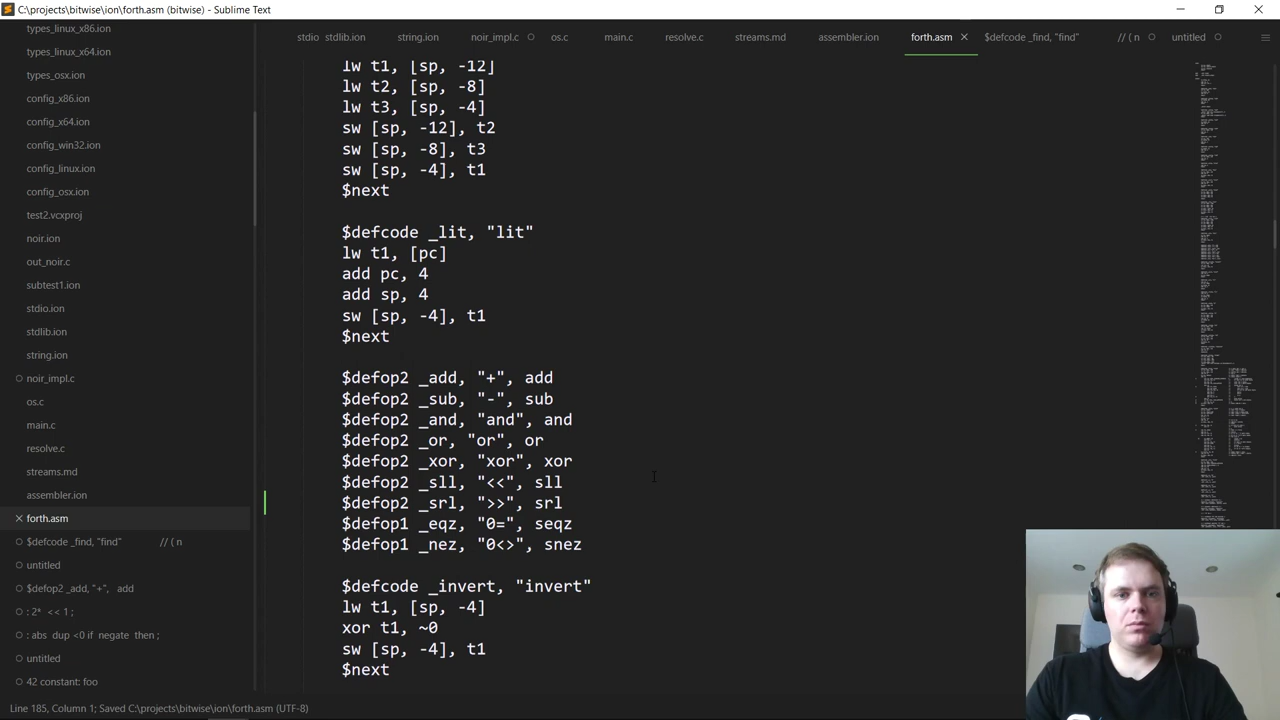 C:\projects\bitwise\ion\forth.asm (bitwise) - Sublime Text
types_linux_x86.ion
types_linux_x64.ion
types_osx.ion
config_x86.ion
config_x64.ion
config_win32.ion
config_linux.ion
config_osx.ion
test2.vcxproj
noir.ion
out_noir.c
subtest1.ion
stdio.ion
stdlib.ion
string.ion
noir_impl.c
os.c
main.c
resolve.c
streams.md
assembler.ion
forth.asm
$defcode _find, "find" // ( n
untitled
$defop2 _add, "+", add
: 2* << 1 ;
: abs dup <0 if negate then ;
untitled
42 constant: foo
stdio stdlib.ion string.ion noir_impl.c os.c main.c resolve.c streams.md assembler.ion forth.asm $defcode _find, "find" // ( n untitled
lw t1, [sp, -12]
lw t2, [sp, -8]
lw t3, [sp, -4]
sw [sp, -12], t2
sw [sp, -8], t3
sw [sp, -4], t1
$next
$defcode _lit, "lit"
lw t1, [pc]
add pc, 4
add sp, 4
sw [sp, -4], t1
$next
$defop2 _add, "+", add
$defop2 _sub, "-", sub
$defop2 _and, "and", and
$defop2 _or, "or", or
$defop2 _xor, "xor", xor
$defop2 _sll, "<<", sll
$defop2 _srl, ">>", srl
$defop1 _eqz, "0=", seqz
$defop1 _nez, "0<>", snez
$defcode _invert, "invert"
lw t1, [sp, -4]
xor t1, ~0
sw [sp, -4], t1
$next
Line 185, Column 1; Saved C:\projects\bitwise\ion\forth.asm (UTF-8)